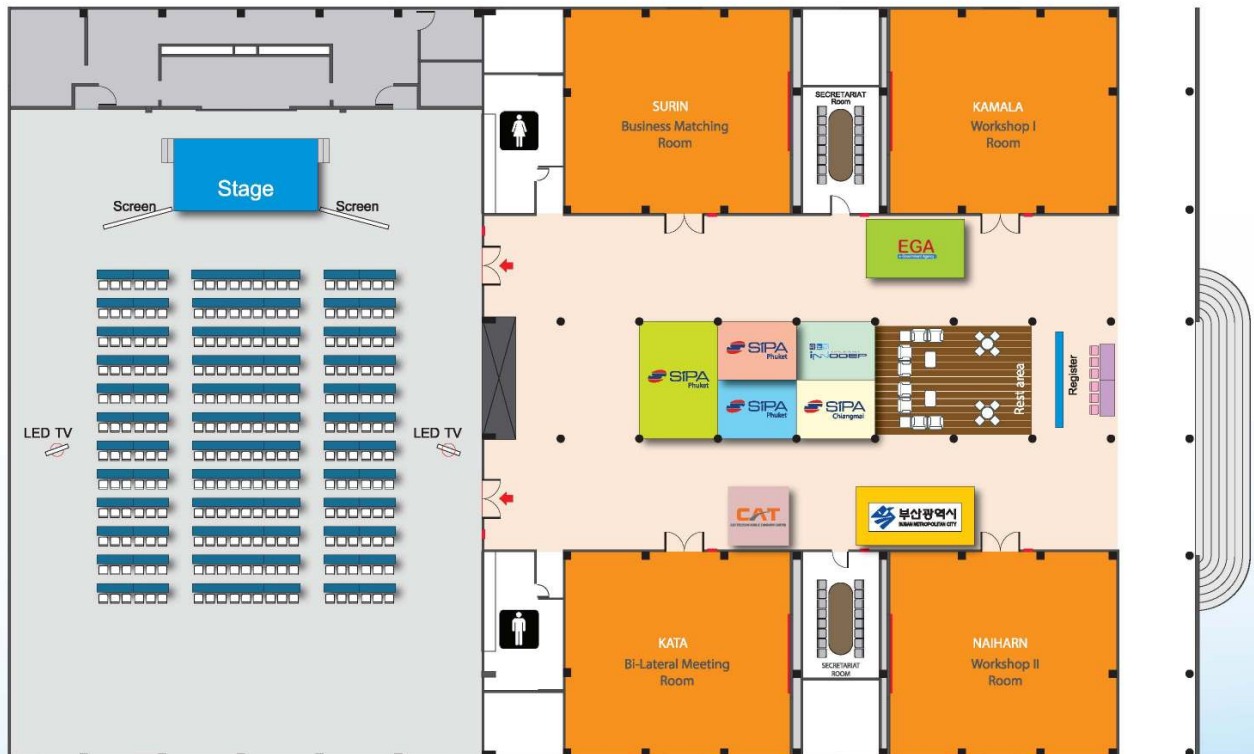 SURIN
Business Matching
Room
SECRETARIAT
Room
KAMALA
Workshop I
Room
Stage
Screen
Screen
EGA
SIPA
Phuket
SIPA
Phuket
INNODEP
SIPA
Phuket
SIPA
Chiangmai
Rest area
Register
LED TV
LED TV
CAT
부산광역시
BUSAN METROPOLITAN CITY
KATA
Bi-Lateral Meeting
Room
SECRETARIAT
ROOM
NAIHARN
Workshop II
Room